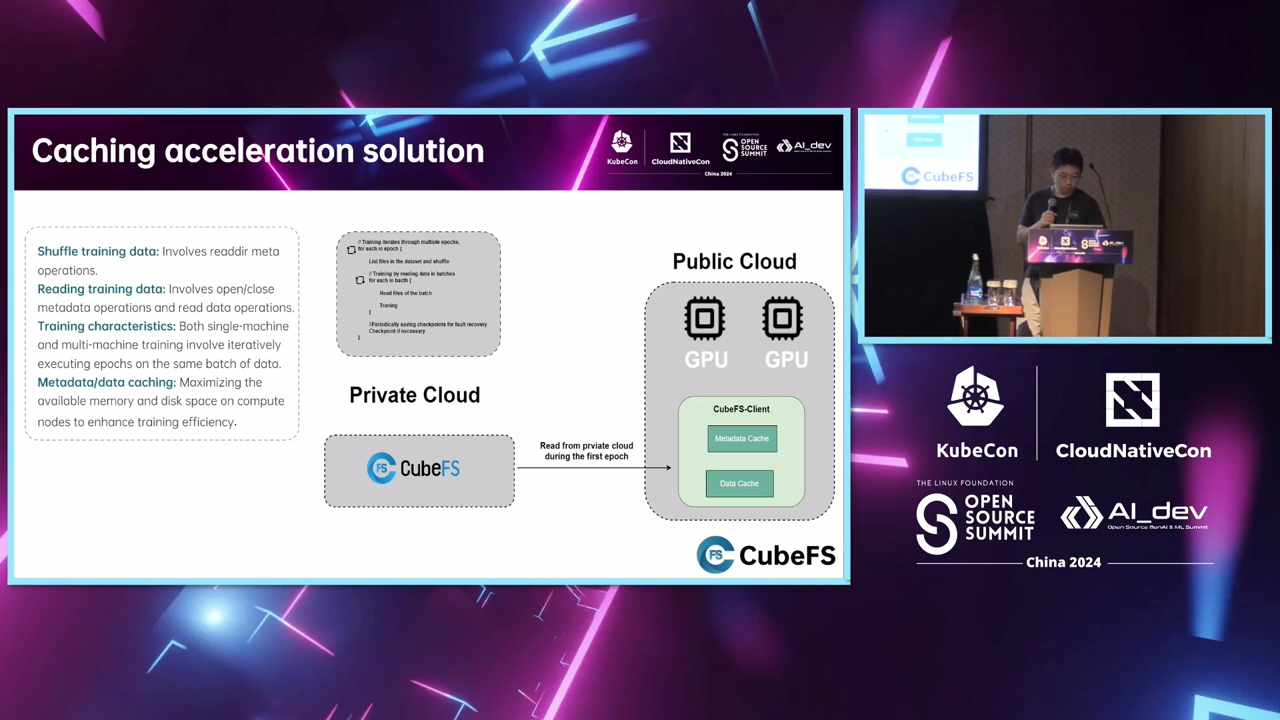 Caching acceleration solution
KubeCon
CloudNativeCon
THE LINUX FOUNDATION
OPEN SOURCE SUMMIT
AI_dev
China 2024
Shuffle training data: Involves readdir meta
operations.
Reading training data: Involves open/close
metadata operations and read data operations.
Training characteristics: Both single-machine
and multi-machine training involve iteratively
executing epochs on the same batch of data.
Metadata/data caching: Maximizing the
available memory and disk space on compute
nodes to enhance training efficiency.
// Training iterates through multiple epochs.
for each in epoch {
List files in the dataset and shuffle
// Training by reading data in batches
for each in bacth {
Read files of the batch
Traning
}
//Periodically saving checkpoints for fault recovery
Checkpoint if necessary
}
Private Cloud
FS CubeFS
Read from prviate cloud
during the first epoch
Public Cloud
GPU
GPU
CubeFS-Client
Metadata Cache
Data Cache
FS CubeFS
CubeFS
KubeCon
CloudNativeCon
THE LINUX FOUNDATION
OPEN
SOURCE
SUMMIT
AI_dev
Open Source GenAI & ML Summit
China 2024